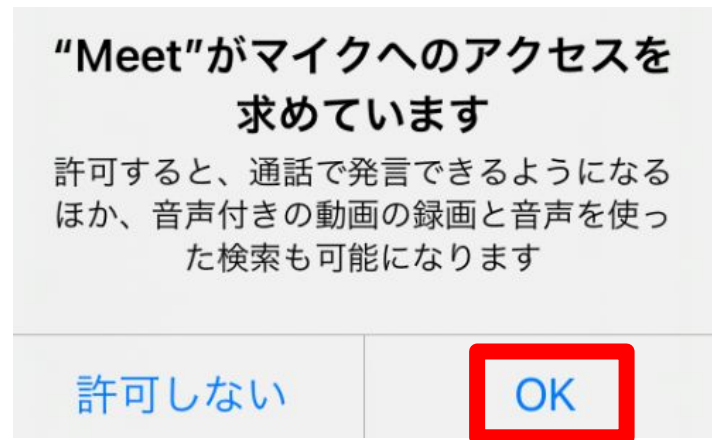 “Meet”がマイクへのアクセスを
求めています
許可すると、通話で発言できるようになる
ほか、音声付きの動画の録画と音声を使っ
た検索も可能になります
許可しない
OK